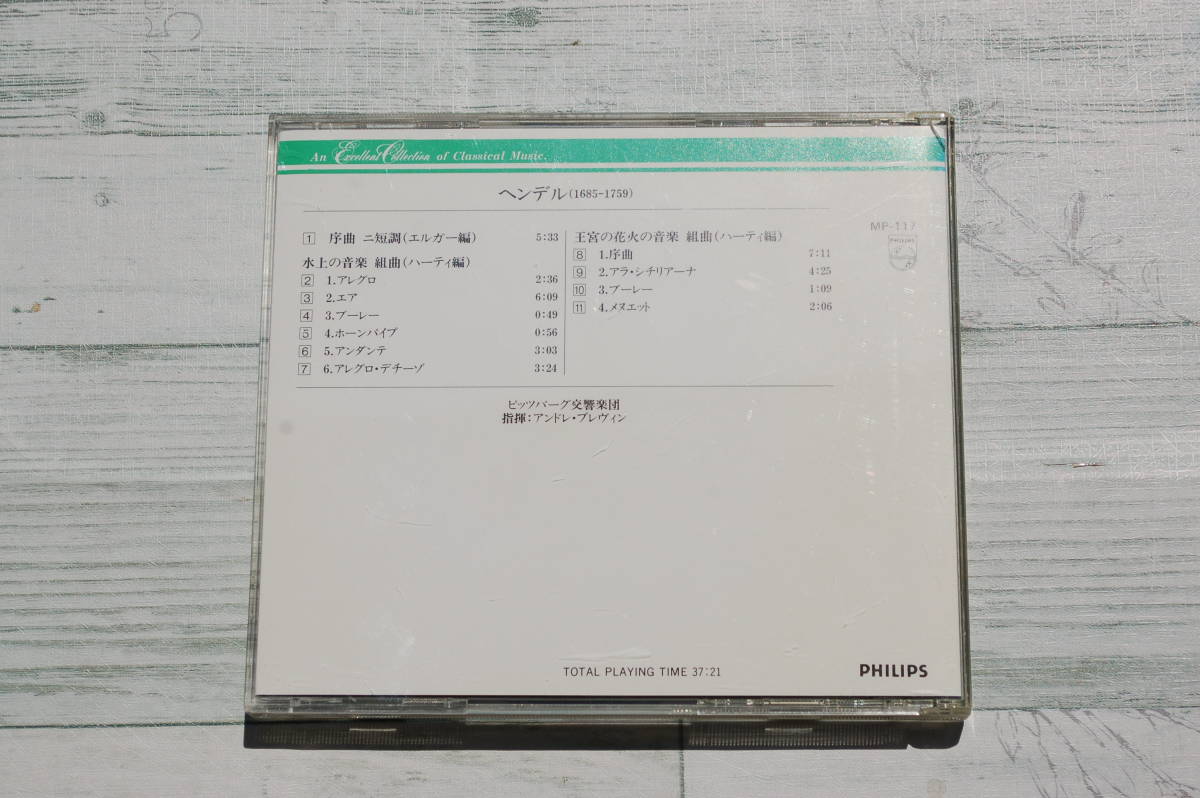 An Excellent Collection of Classical Music.
ヘンデル(1685-1759)
MP-117
PHILIPS
1 序曲 ニ短調(エルガー編) 5:33
水上の音楽 組曲(ハーティ編)
2 1.アレグロ 2:36
3 2.エア 6:09
4 3.ブーレー 0:49
5 4.ホーンパイプ 0:56
6 5.アンダンテ 3:03
7 6.アレグロ・デチーソ 3:24
王宮の花火の音楽 組曲(ハーティ編)
8 1.序曲 7:11
9 2.アラ・シチリアーナ 4:25
10 3.ブーレー 1:09
11 4.メヌエット 2:06
ピッツバーグ交響楽団
指揮:アンドレ・プレヴィン
TOTAL PLAYING TIME 37:21
PHILIPS